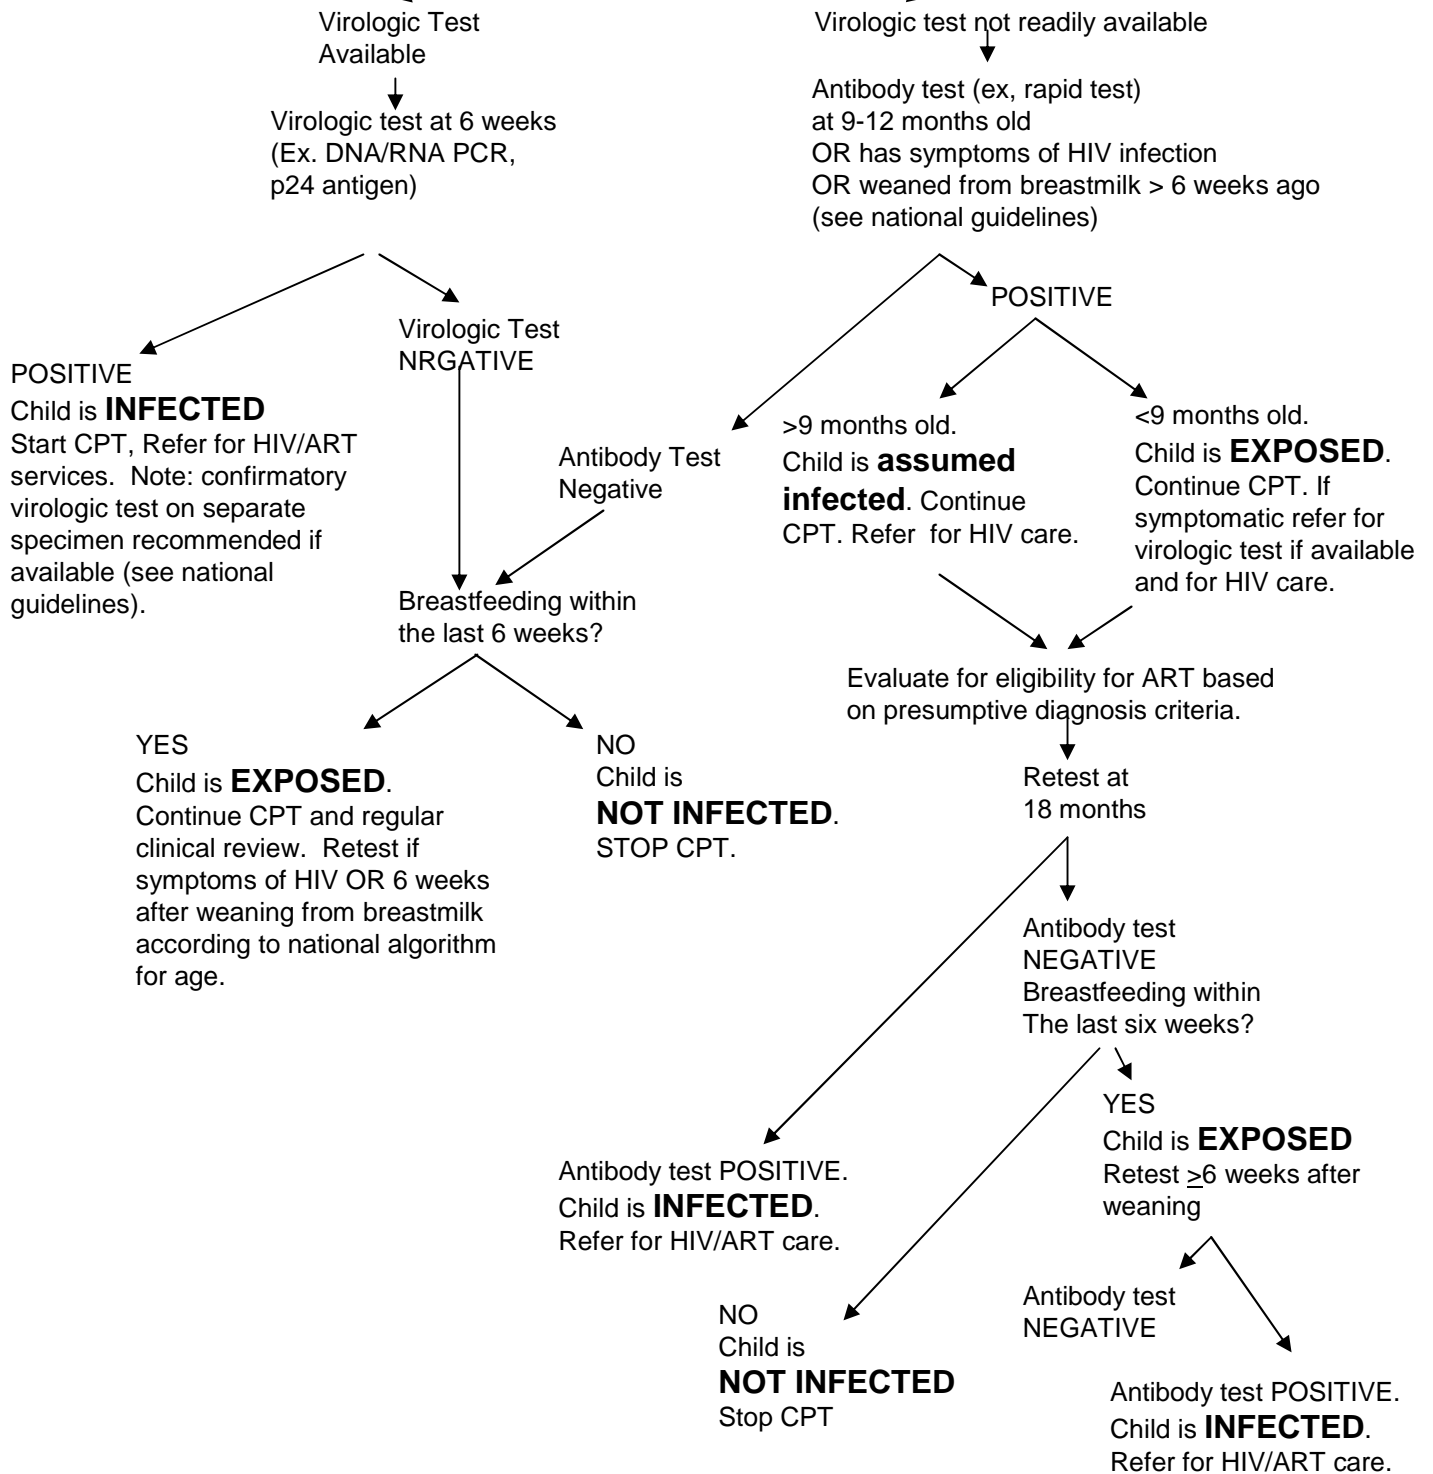 Virologic Test
Available
Virologic test not readily available
Virologic test at 6 weeks
(Ex. DNA/RNA PCR,
p24 antigen)
Antibody test (ex, rapid test)
at 9-12 months old
OR has symptoms of HIV infection
OR weaned from breastmilk > 6 weeks ago
(see national guidelines)
POSITIVE
Child is INFECTED
Start CPT, Refer for HIV/ART
services. Note: confirmatory
virologic test on separate
specimen recommended if
available (see national
guidelines).
Virologic Test
NRGATIVE
Antibody Test
Negative
POSITIVE
>9 months old.
Child is assumed
infected. Continue
CPT. Refer for HIV care.
<9 months old.
Child is EXPOSED.
Continue CPT. If
symptomatic refer for
virologic test if available
and for HIV care.
Breastfeeding within
the last 6 weeks?
YES
Child is EXPOSED.
Continue CPT and regular
clinical review. Retest if
symptoms of HIV OR 6 weeks
after weaning from breastmilk
according to national algorithm
for age.
NO
Child is
NOT INFECTED.
STOP CPT.
Evaluate for eligibility for ART based
on presumptive diagnosis criteria.
Retest at
18 months
Antibody test
NEGATIVE
Breastfeeding within
The last six weeks?
Antibody test POSITIVE.
Child is INFECTED.
Refer for HIV/ART care.
NO
Child is
NOT INFECTED
Stop CPT
YES
Child is EXPOSED
Retest ≥6 weeks after
weaning
Antibody test
NEGATIVE
Antibody test POSITIVE.
Child is INFECTED.
Refer for HIV/ART care.